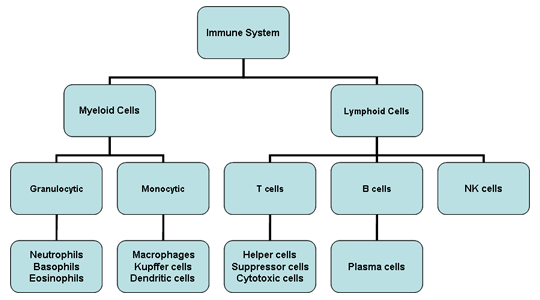 Immune System
Myeloid Cells
Lymphoid Cells
Granulocytic
Monocytic
T cells
B cells
NK cells
Neutrophils
Basophils
Eosinophils
Macrophages
Kupffer cells
Dendritic cells
Helper cells
Suppressor cells
Cytotoxic cells
Plasma cells